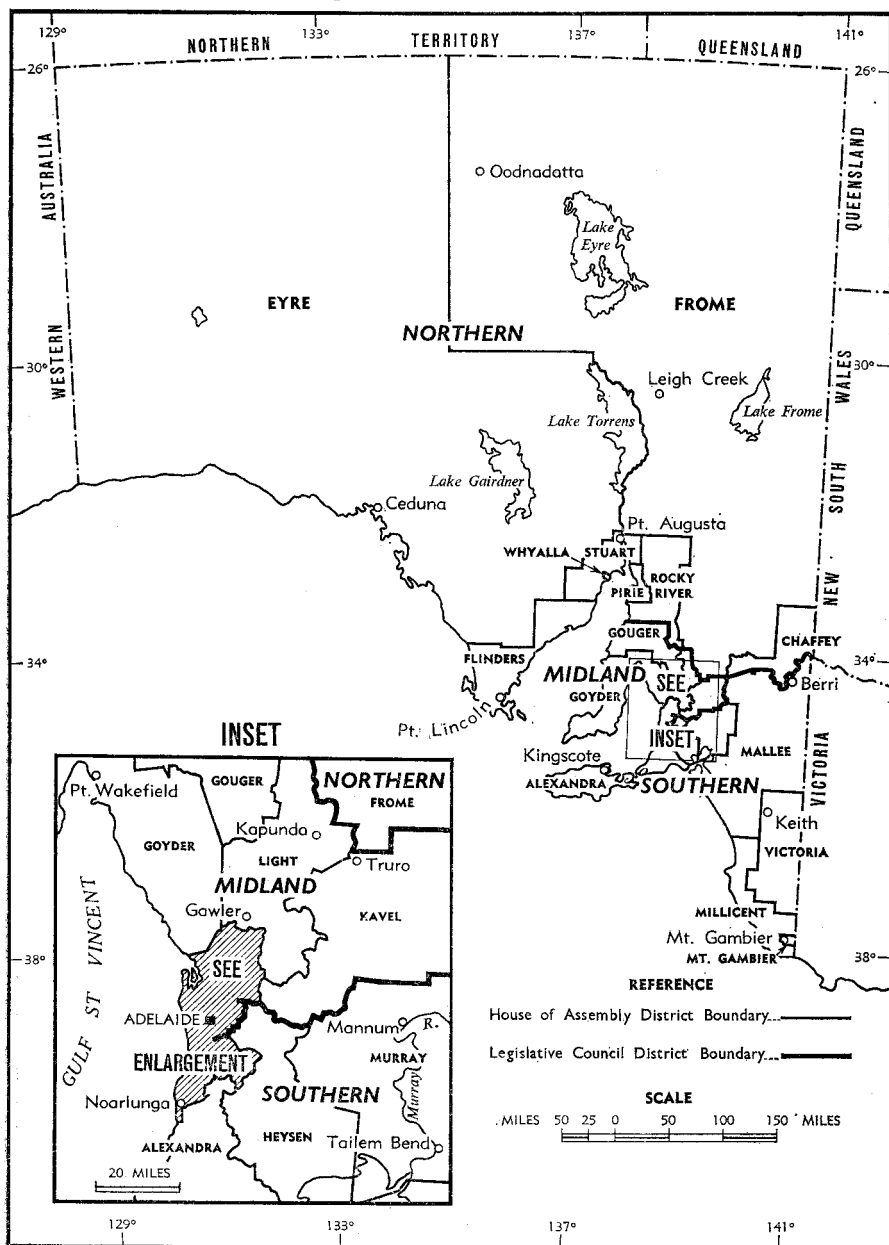 129°
133°
137°
141°
NORTHERN TERRITORY QUEENSLAND
26°
26°
Oodnadatta
AUSTRALIA
QUEENSLAND
Lake
Eyre
EYRE
FROME
NORTHERN
WESTERN
30°
30°
Leigh Creek
Lake Torrens
Lake Frome
WALES
Lake Gairdner
SOUTH
Ceduna
Pt. Augusta
WHYALLA
STUART
ROCKY
RIVER
PIRIE
NEW
GOUGER
CHAFFEY
34°
34°
FLINDERS
MIDLAND
SEE
Berri
GOYDER
Pt. Lincoln
INSET
MALLEE
Kingscote
ALEXANDRA
SOUTHERN
VICTORIA
Keith
VICTORIA
MILLICENT
Mt. Gambier
MT. GAMBIER
38°
38°
INSET
GOUGER
NORTHERN
Pt. Wakefield
FROME
Kapunda
GOYDER
LIGHT
Truro
MIDLAND
Gawler
KAVEL
GULF ST VINCENT
SEE
ADELAIDE
Mannum
R.
ENLARGEMENT
MURRAY
SOUTHERN
Murray
Noarlunga
ALEXANDRA
HEYSEN
Tailem Bend
20 MILES
REFERENCE
House of Assembly District Boundary....
Legislative Council District Boundary....
SCALE
MILES 50 25 0 50 100 150 MILES
129°
133°
137°
141°